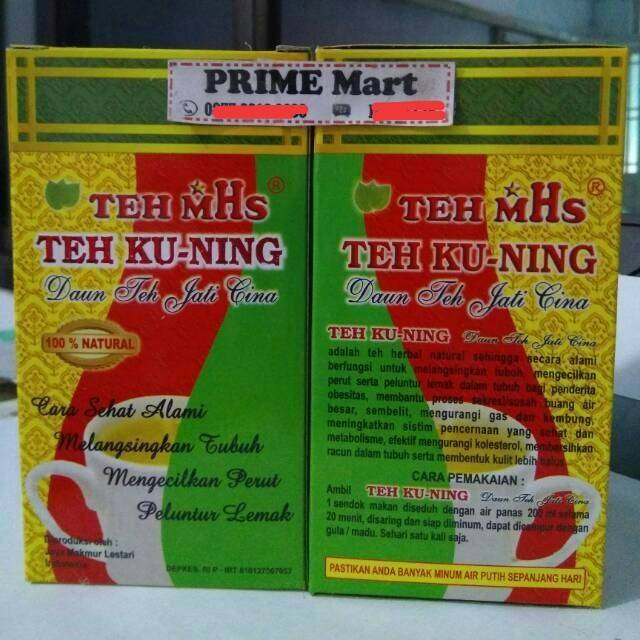 PRIME Mart
TEH MHS ®
TEH KU-NING
Daun Teh Jati Cina
100 % NATURAL
Cara Sehat Alami
Melangsingkan Tubuh
Mengecilkan Perut
Peluntur Lemak
Diproduksi oleh :
Jaya Makmur Lestari
Indonesia
DEPKES. RI P - IRT 810127507057
TEH MHS ®
TEH KU-NING
Daun Teh Jati Cina
TEH KU-NING Daun Teh Jati Cina
adalah teh herbal natural sehingga secara alami
berfungsi untuk melangsingkan tubuh, mengecilkan
perut serta peluntur lemak dalam tubuh bagi penderita
obesitas, membantu proses sekresi/susah buang air
besar, sembelit, mengurangi gas dan kembung,
meningkatkan sistim pencernaan yang sehat dan
metabolisme, efektif mengurangi kolesterol, membersihkan
racun dalam tubuh serta membentuk kulit lebih halus.
CARA PEMAKAIAN :
Ambil TEH KU-NING Daun Teh Jati Cina
1 sendok makan diseduh dengan air panas 200 ml selama
20 menit, disaring dan siap diminum, dapat dicampur dengan
gula / madu. Sehari satu kali saja.
PASTIKAN ANDA BANYAK MINUM AIR PUTIH SEPANJANG HARI